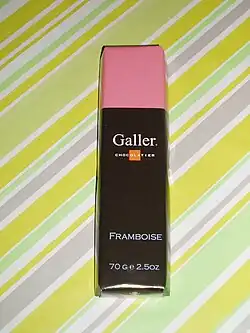 Galler.
CHOCOLATIER
FRAMBOISE
70 G e 2.5OZ